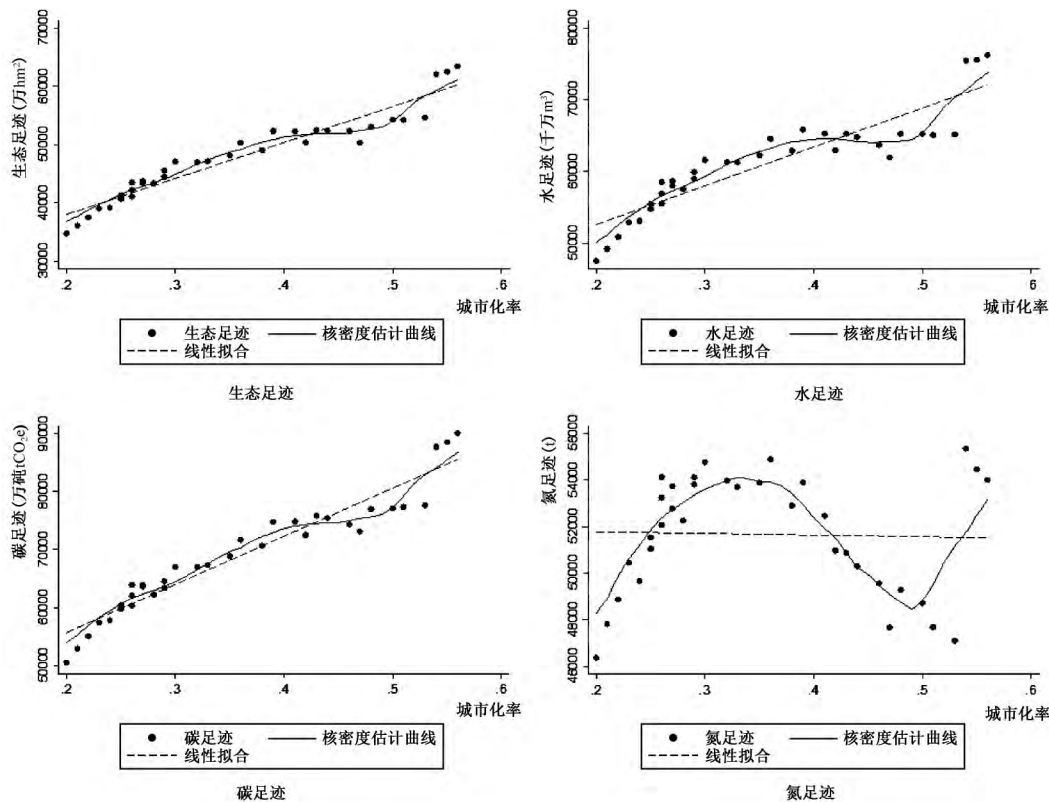 生态足迹(万hm²)
70000
60000
50000
40000
30000
.2 .3 .4 .5 .6
城市化率
生态足迹 核密度估计曲线
线性拟合
生态足迹
水足迹(千万m³)
80000
70000
60000
50000
.2 .3 .4 .5 .6
城市化率
水足迹 核密度估计曲线
线性拟合
水足迹
碳足迹(万吨tCO₂e)
90000
80000
70000
60000
50000
.2 .3 .4 .5 .6
城市化率
碳足迹 核密度估计曲线
线性拟合
碳足迹
氮足迹(t)
56000
54000
52000
50000
48000
46000
.2 .3 .4 .5 .6
城市化率
氮足迹 核密度估计曲线
线性拟合
氮足迹